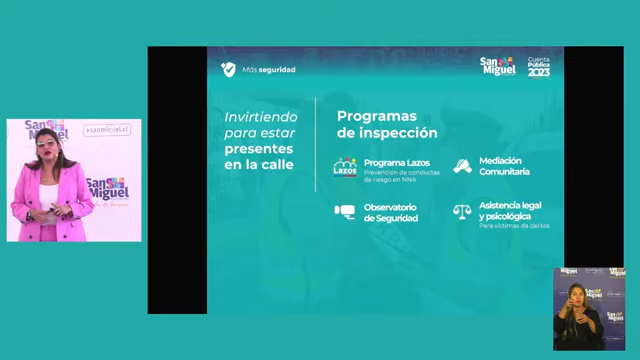 Más seguridad
San Miguel
Cuenta
Pública
2023
Invirtiendo
para estar
presentes
en la calle
Programas
de inspección
LAZOS
Programa Lazos
Prevención de conductas
de riesgo en NNA
Mediación
Comunitaria
Observatorio
de Seguridad
Asistencia legal
y psicológica
Para víctimas de delitos
San
Miguel
sanmiguel.cl
San
Miguel
San
Miguel